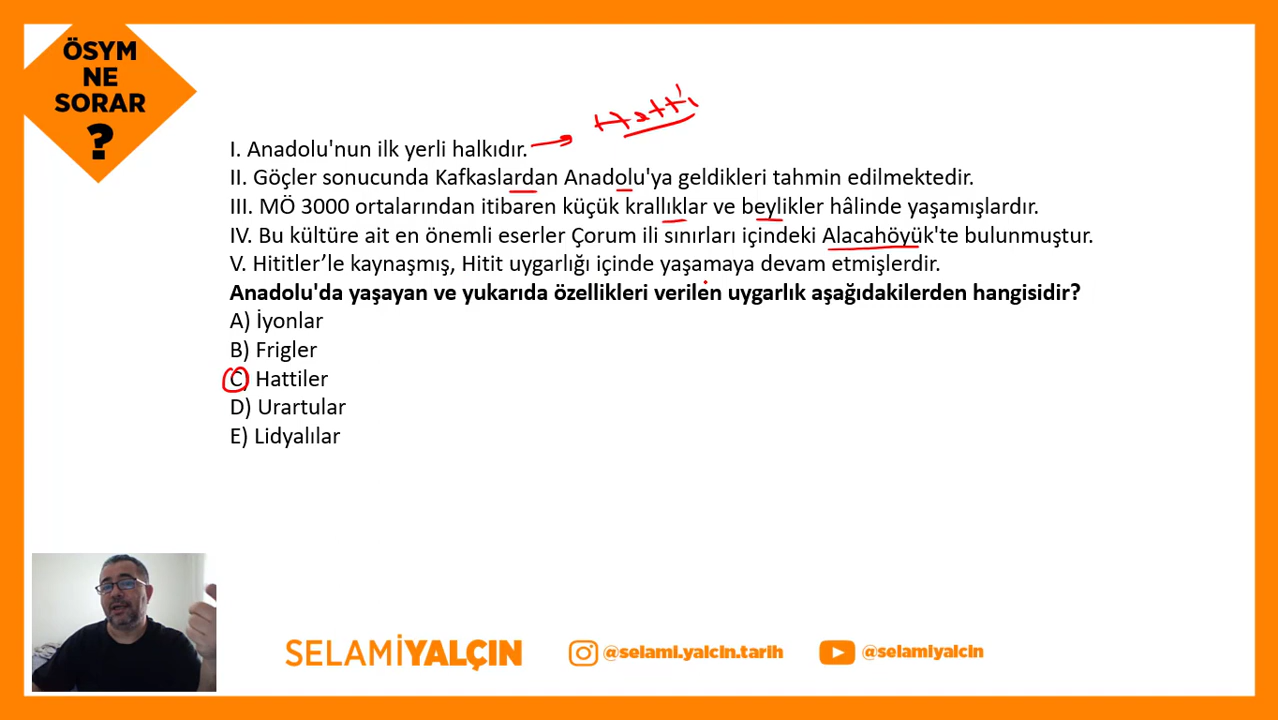 ÖSYM
NE
SORAR
?
Hatti
I. Anadolu'nun ilk yerli halkıdır.
II. Göçler sonucunda Kafkaslardan Anadolu'ya geldikleri tahmin edilmektedir.
III. MÖ 3000 ortalarından itibaren küçük krallıklar ve beylikler hâlinde yaşamışlardır.
IV. Bu kültüre ait en önemli eserler Çorum ili sınırları içindeki Alacahöyük'te bulunmuştur.
V. Hititler’le kaynaşmış, Hitit uygarlığı içinde yaşamaya devam etmişlerdir.
Anadolu'da yaşayan ve yukarıda özellikleri verilen uygarlık aşağıdakilerden hangisidir?
A) İyonlar
B) Frigler
C) Hattiler
D) Urartular
E) Lidyalılar
SELAMİYALÇIN
@selami.yalcin.tarih
@selamiyalcin